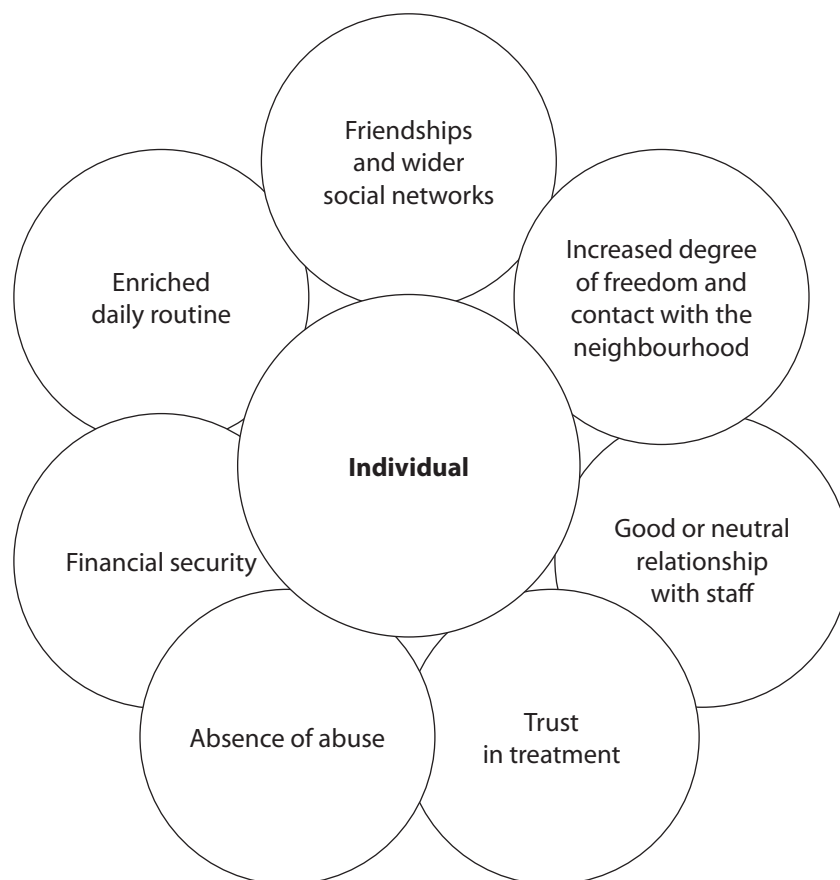 Friendships
and wider
social networks
Increased degree
of freedom and
contact with the
neighbourhood
Enriched
daily routine
Individual
Good or neutral
relationship
with staff
Financial security
Trust
in treatment
Absence of abuse